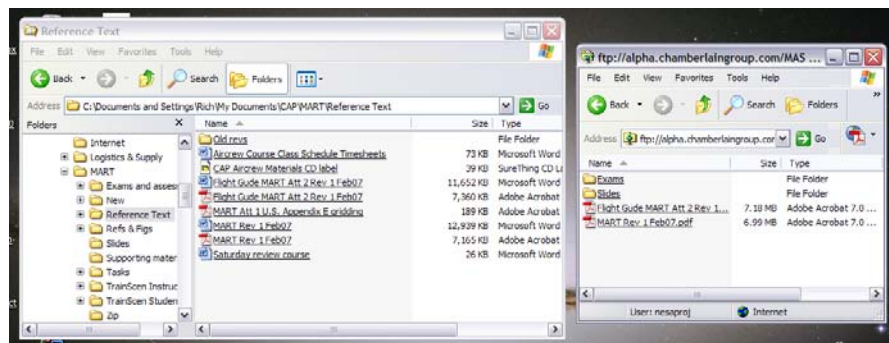 Reference Text
File Edit View Favorites Tools Help
Back Search Folders
Address C:\Documents and Settings\Rich\My Documents\CAP\MART\Reference Text Go
Folders X Name Size Type
Internet
Logistics & Supply
MART
Exams and asses
New
Reference Text
Refs & Figs
Slides
Supporting mater
Tasks
TrainScen Instruc
TrainScen Studen
Zip
Old revs File Folder
Aircrew Course Class Schedule Timesheets 73 KB Microsoft Word
CAP Aircrew Materials CD label 39 KB SureThing CD La
Flight Gude MART Att 2 Rev 1 Feb07 11,652 KB Microsoft Word
Flight Gude MART Att 2 Rev 1 Feb07 7,360 KB Adobe Acrobat
MART Att 1 U.S. Appendix E gridding 189 KB Adobe Acrobat
MART Rev 1 Feb07 12,939 KB Microsoft Word
MART Rev 1 Feb07 7,165 KB Adobe Acrobat
Saturday review course 26 KB Microsoft Word
ftp://alpha.chamberlaingroup.com/MAS ...
File Edit View Favorites Tools Help
Back Search Folders
Address ftp://alpha.chamberlaingroup.cor Go
Name Size Type
Exams File Folder
Slides File Folder
Flight Gude MART Att 2 Rev 1... 7.18 MB Adobe Acrobat 7.0 ...
MART Rev 1 Feb07.pdf 6.99 MB Adobe Acrobat 7.0 ...
User: nesaproj Internet